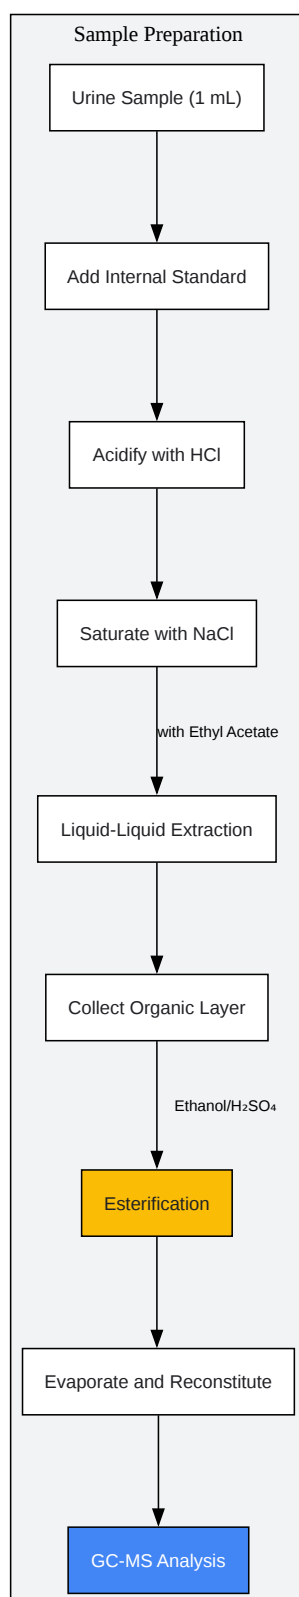 Sample Preparation
Urine Sample (1 mL)
Add Internal Standard
Acidify with HCl
Saturate with NaCl
with Ethyl Acetate
Liquid-Liquid Extraction
Collect Organic Layer
Ethanol/H₂SO₄
Esterification
Evaporate and Reconstitute
GC-MS Analysis